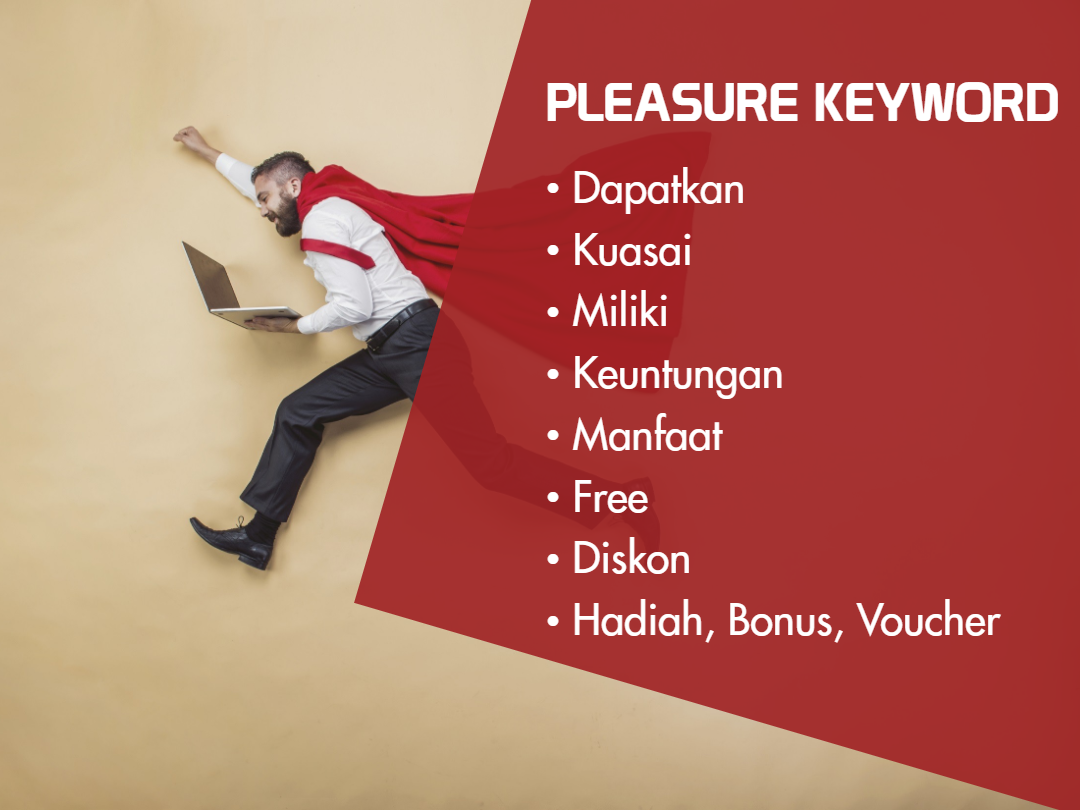 PLEASURE KEYWORD
• Dapatkan
• Kuasai
• Miliki
• Keuntungan
• Manfaat
• Free
• Diskon
• Hadiah, Bonus, Voucher